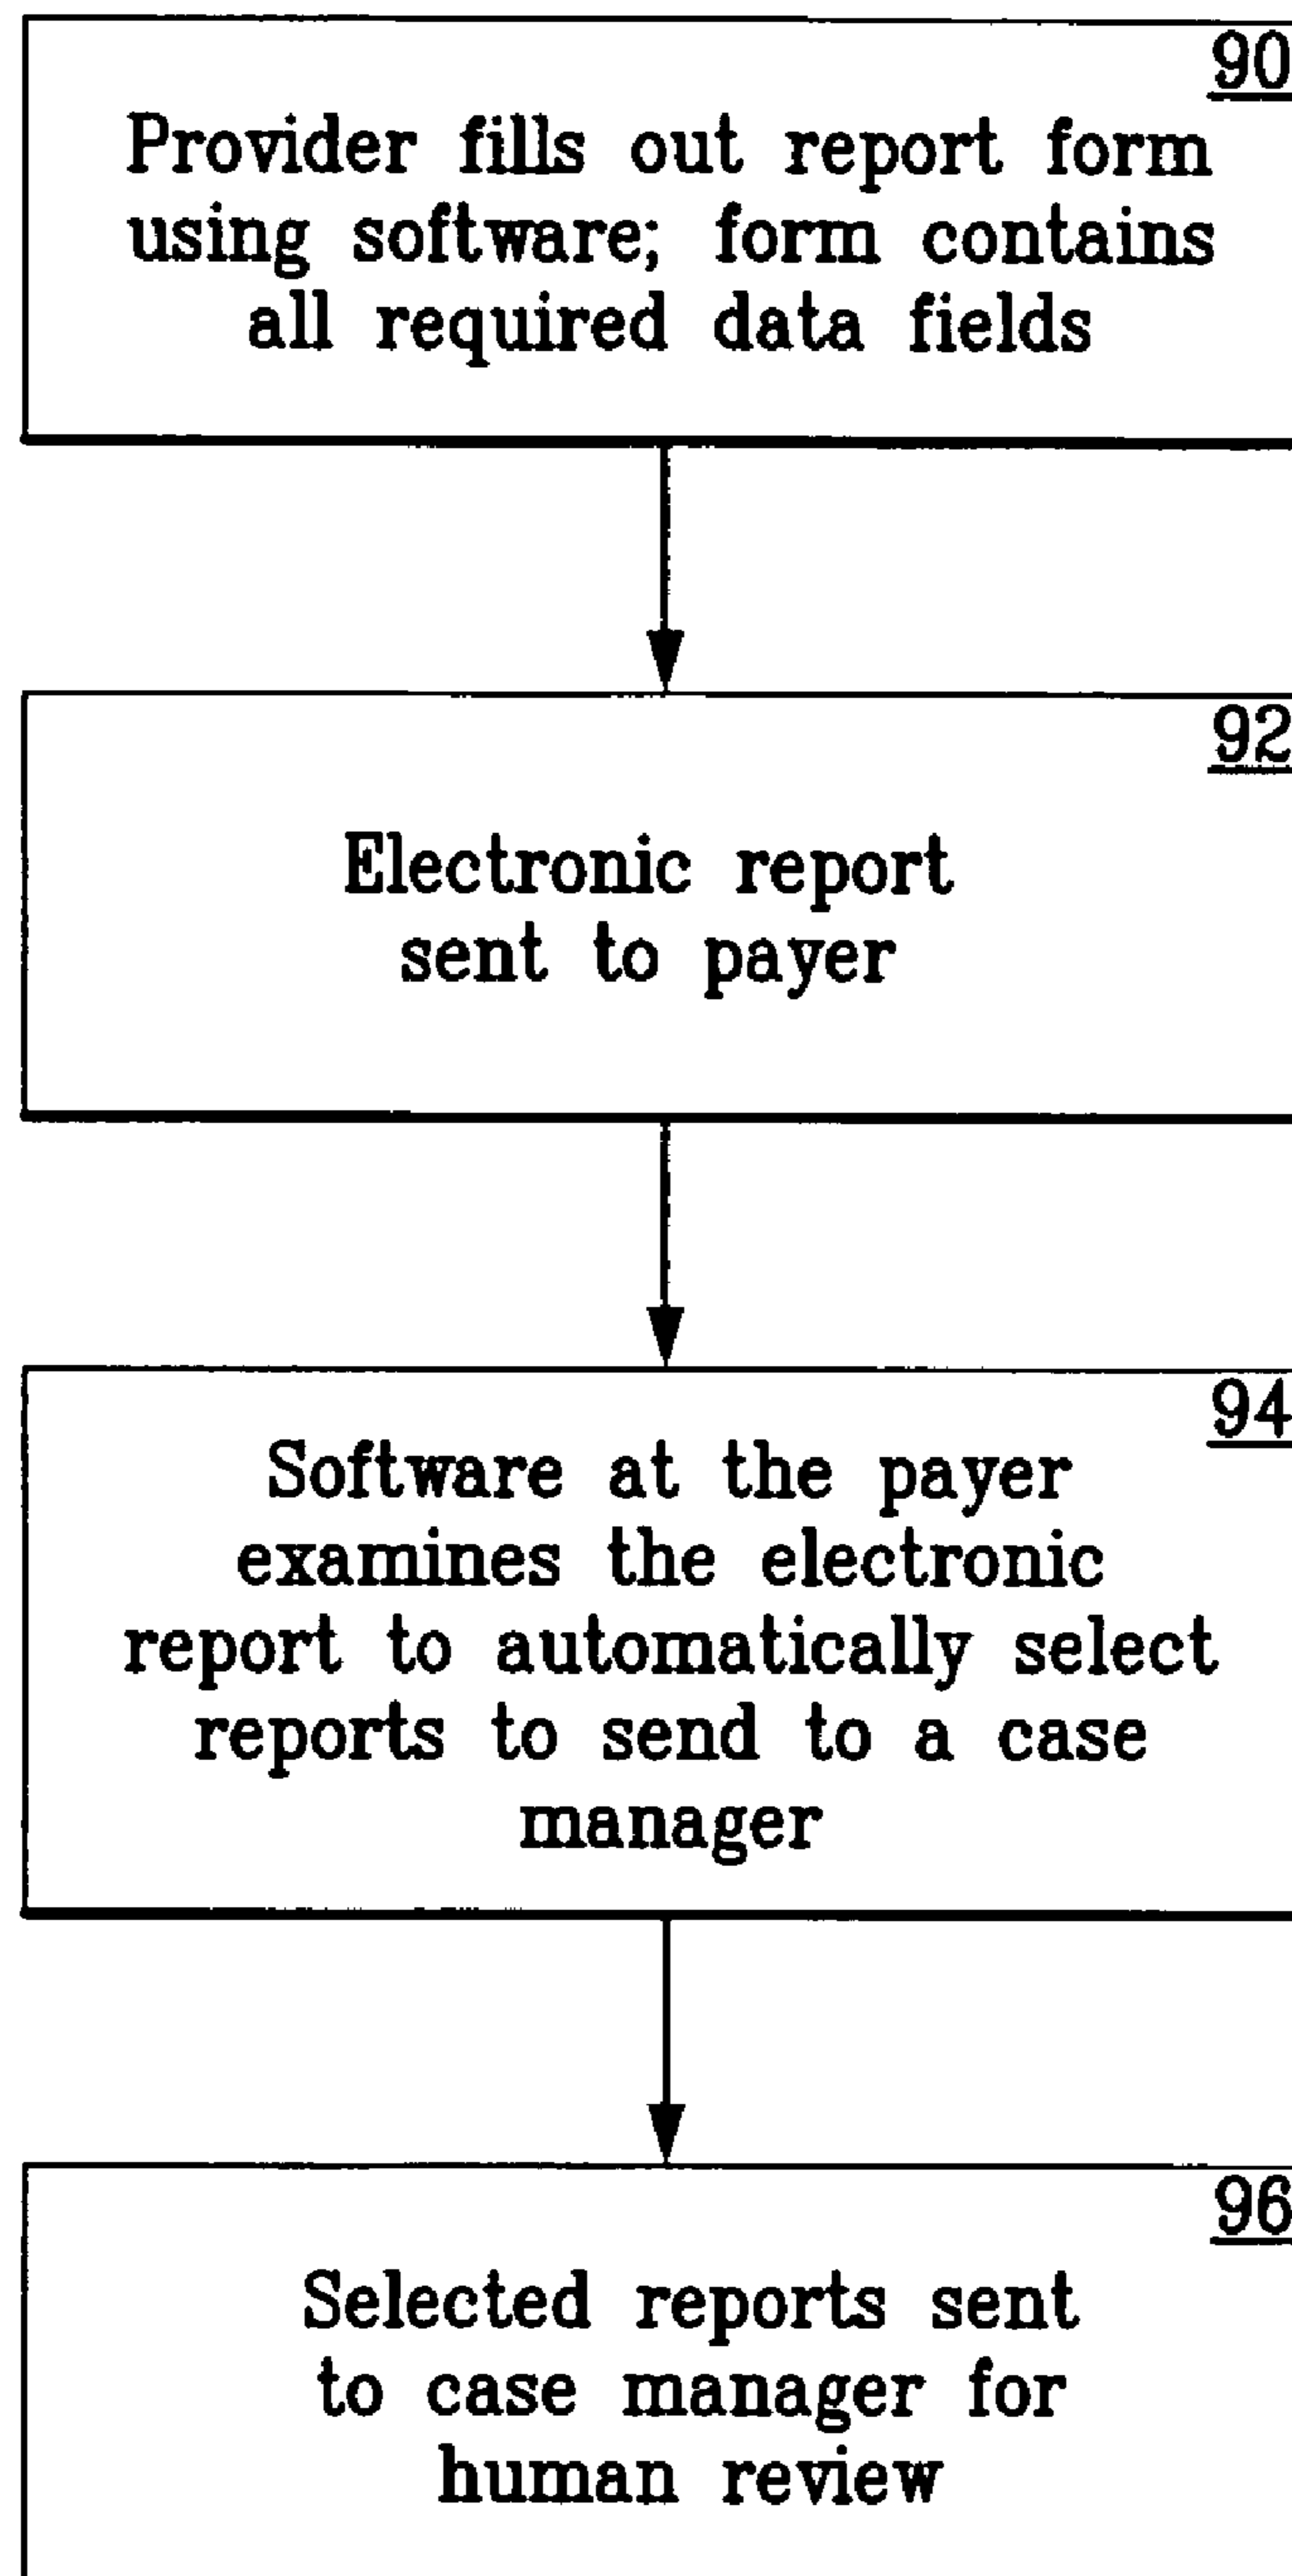 90
Provider fills out report form
using software; form contains
all required data fields
92
Electronic report
sent to payer
94
Software at the payer
examines the electronic
report to automatically select
reports to send to a case
manager
96
Selected reports sent
to case manager for
human review